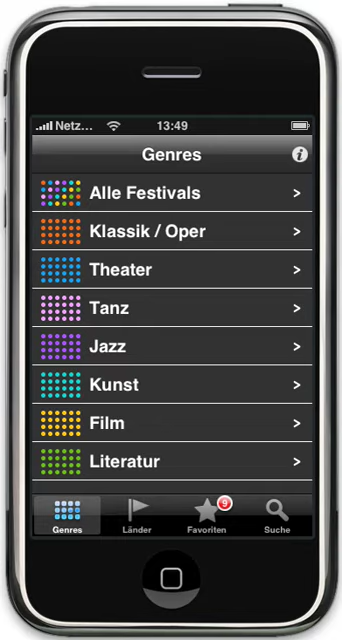 Netz... 13:49
Genres
Alle Festivals >
Klassik / Oper >
Theater >
Tanz >
Jazz >
Kunst >
Film >
Literatur >
9
Genres Länder Favoriten Suche